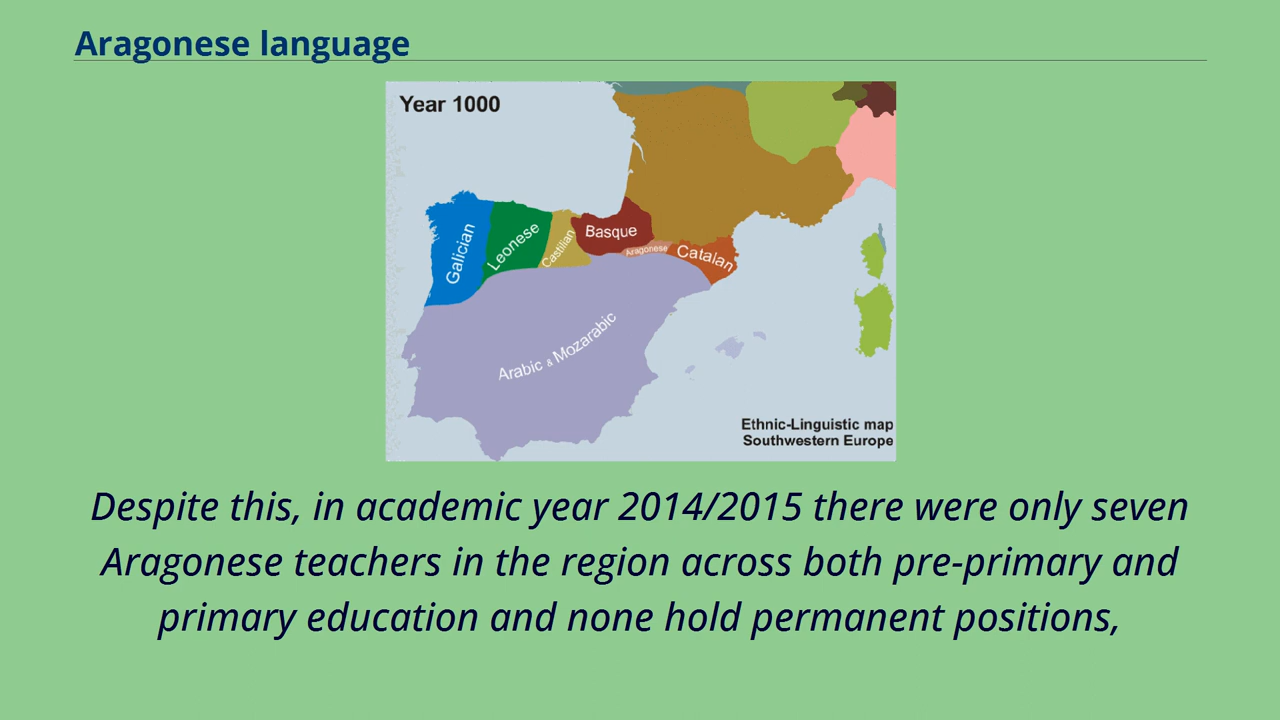 Aragonese language
Year 1000
Galician
Leonese
Castilian
Basque
Aragonese
Catalan
Arabic & Mozarabic
Ethnic-Linguistic map
Southwestern Europe
Despite this, in academic year 2014/2015 there were only seven
Aragonese teachers in the region across both pre-primary and
primary education and none hold permanent positions,